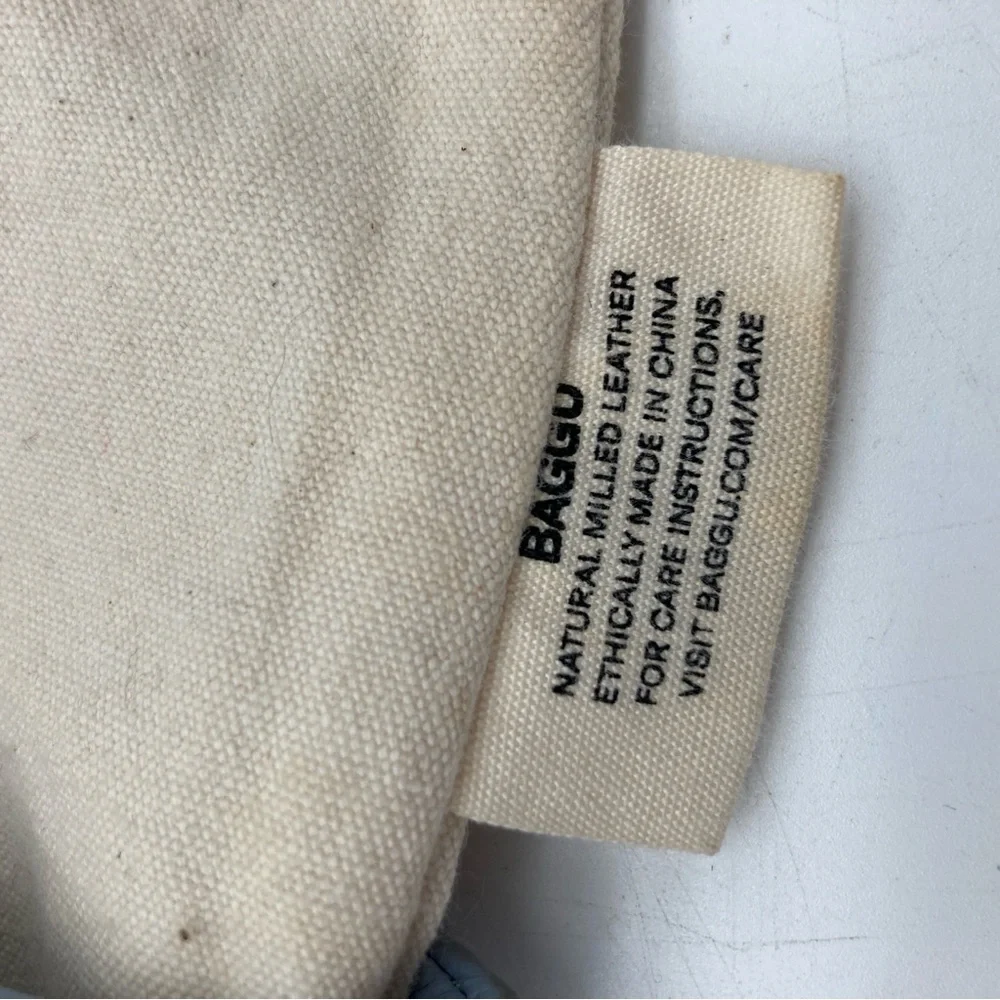 BAGGU
NATURAL MILLED LEATHER
ETHICALLY MADE IN CHINA
FOR CARE INSTRUCTIONS,
VISIT BAGGU.COM/CARE